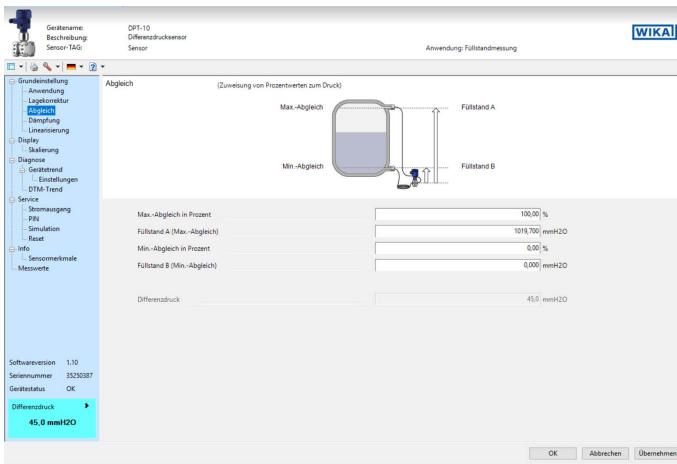 Gerätename: DPT-10
Beschreibung: Differenzdrucksensor
Sensor-TAG: Sensor
Anwendung: Füllstandmessung
WIKA
Grundeinstellung
Anwendung
Lagekorrektur
Abgleich
Dämpfung
Linearisierung
Display
Skalierung
Diagnose
Gerätetrend
Einstellungen
DTM-Trend
Service
Stromausgang
PIN
Simulation
Reset
Info
Sensormerkmale
Messwerte
Softwareversion 1.10
Seriennummer 35250387
Gerätestatus OK
Differenzdruck
45,0 mmH2O
Abgleich (Zuweisung von Prozentwerten zum Druck)
Max.-Abgleich Füllstand A
Min.-Abgleich Füllstand B
Max.-Abgleich in Prozent 100,00 %
Füllstand A (Max.-Abgleich) 1019,700 mmH2O
Min.-Abgleich in Prozent 0,00 %
Füllstand B (Min.-Abgleich) 0,000 mmH2O
Differenzdruck 45,0 mmH2O
OK Abbrechen Übernehmen